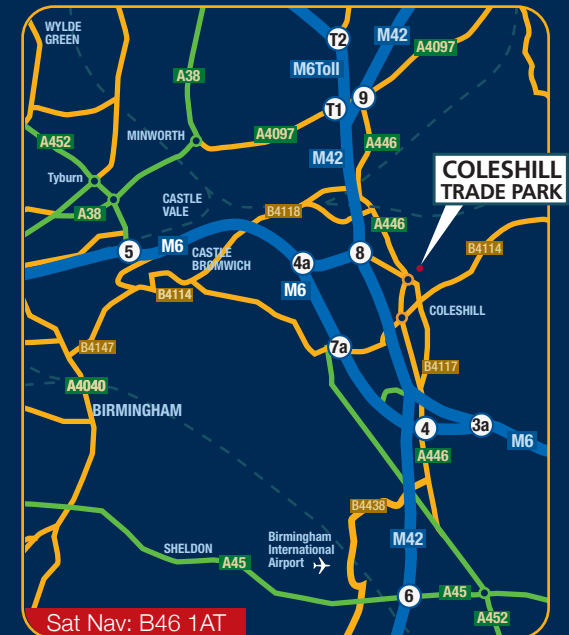 WYLDE
GREEN
T2
M42
A4097
A38
M6Toll
9
T1
A452
MINWORTH
A4097
A446
M42
COLESHILL
TRADE PARK
Tyburn
A38
CASTLE
VALE
B4118
A446
5
M6
CASTLE
BROMWICH
4a
8
B4114
B4114
M6
COLESHILL
B4147
7a
B4117
A4040
BIRMINGHAM
4
3a
M6
A446
B4438
SHELDON
A45
Birmingham
International
Airport
M42
6
A45
A452
Sat Nav: B46 1AT